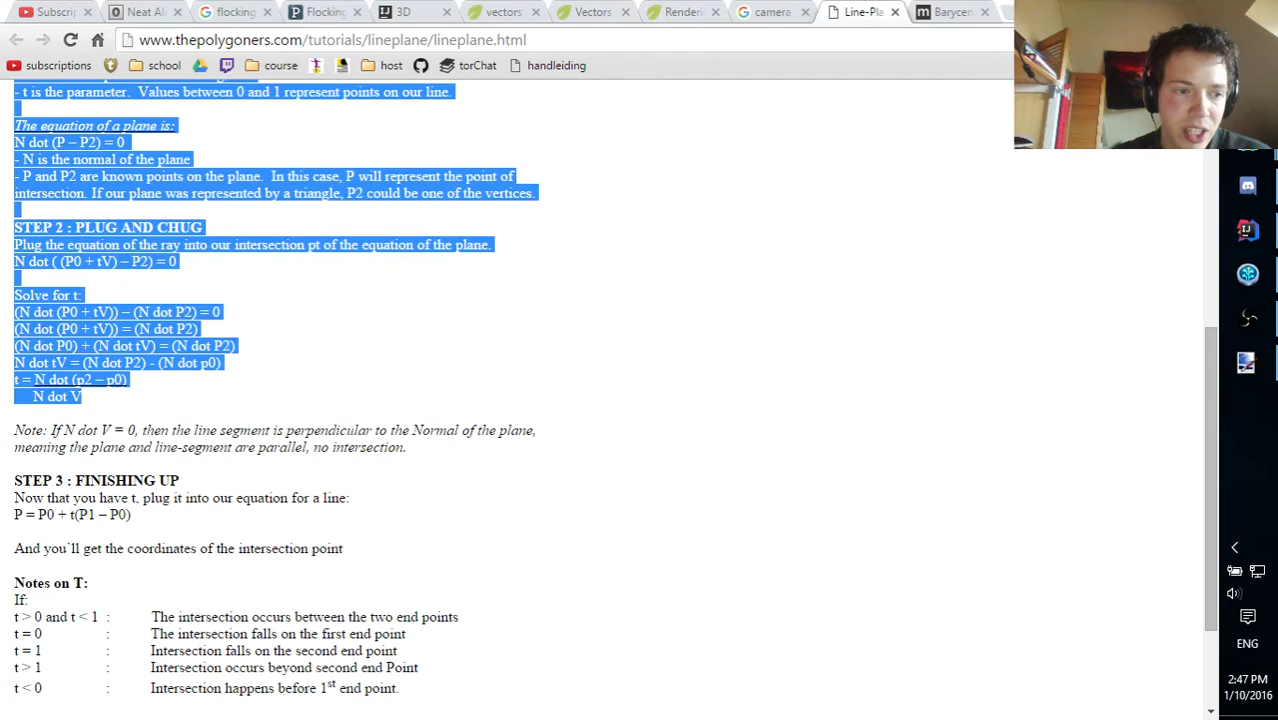 Subscrip
Neat Al
flocking
Flocking
3D
vectors
Vectors
Renderin
camera
Line-Pla
Barycen
www.thepolygoners.com/tutorials/lineplane/lineplane.html
subscriptions
school
course
host
torChat
handleiding
- t is the parameter. Values between 0 and 1 represent points on our line.
The equation of a plane is:
N dot (P – P2) = 0
- N is the normal of the plane
- P and P2 are known points on the plane. In this case, P will represent the point of
intersection. If our plane was represented by a triangle, P2 could be one of the vertices.
STEP 2 : PLUG AND CHUG
Plug the equation of the ray into our intersection pt of the equation of the plane.
N dot ( (P0 + tV) – P2) = 0
Solve for t:
(N dot (P0 + tV)) – (N dot P2) = 0
(N dot (P0 + tV)) = (N dot P2)
(N dot P0) + (N dot tV) = (N dot P2)
N dot tV = (N dot P2) - (N dot p0)
t = N dot (p2 – p0)
N dot V
Note: If N dot V = 0, then the line segment is perpendicular to the Normal of the plane,
meaning the plane and line-segment are parallel, no intersection.
STEP 3 : FINISHING UP
Now that you have t, plug it into our equation for a line:
P = P0 + t(P1 – P0)
And you`ll get the coordinates of the intersection point
Notes on T:
If:
t > 0 and t < 1 : The intersection occurs between the two end points
t = 0 : The intersection falls on the first end point
t = 1 : Intersection falls on the second end point
t > 1 : Intersection occurs beyond second end Point
t < 0 : Intersection happens before 1st end point.
ENG
2:47 PM
1/10/2016